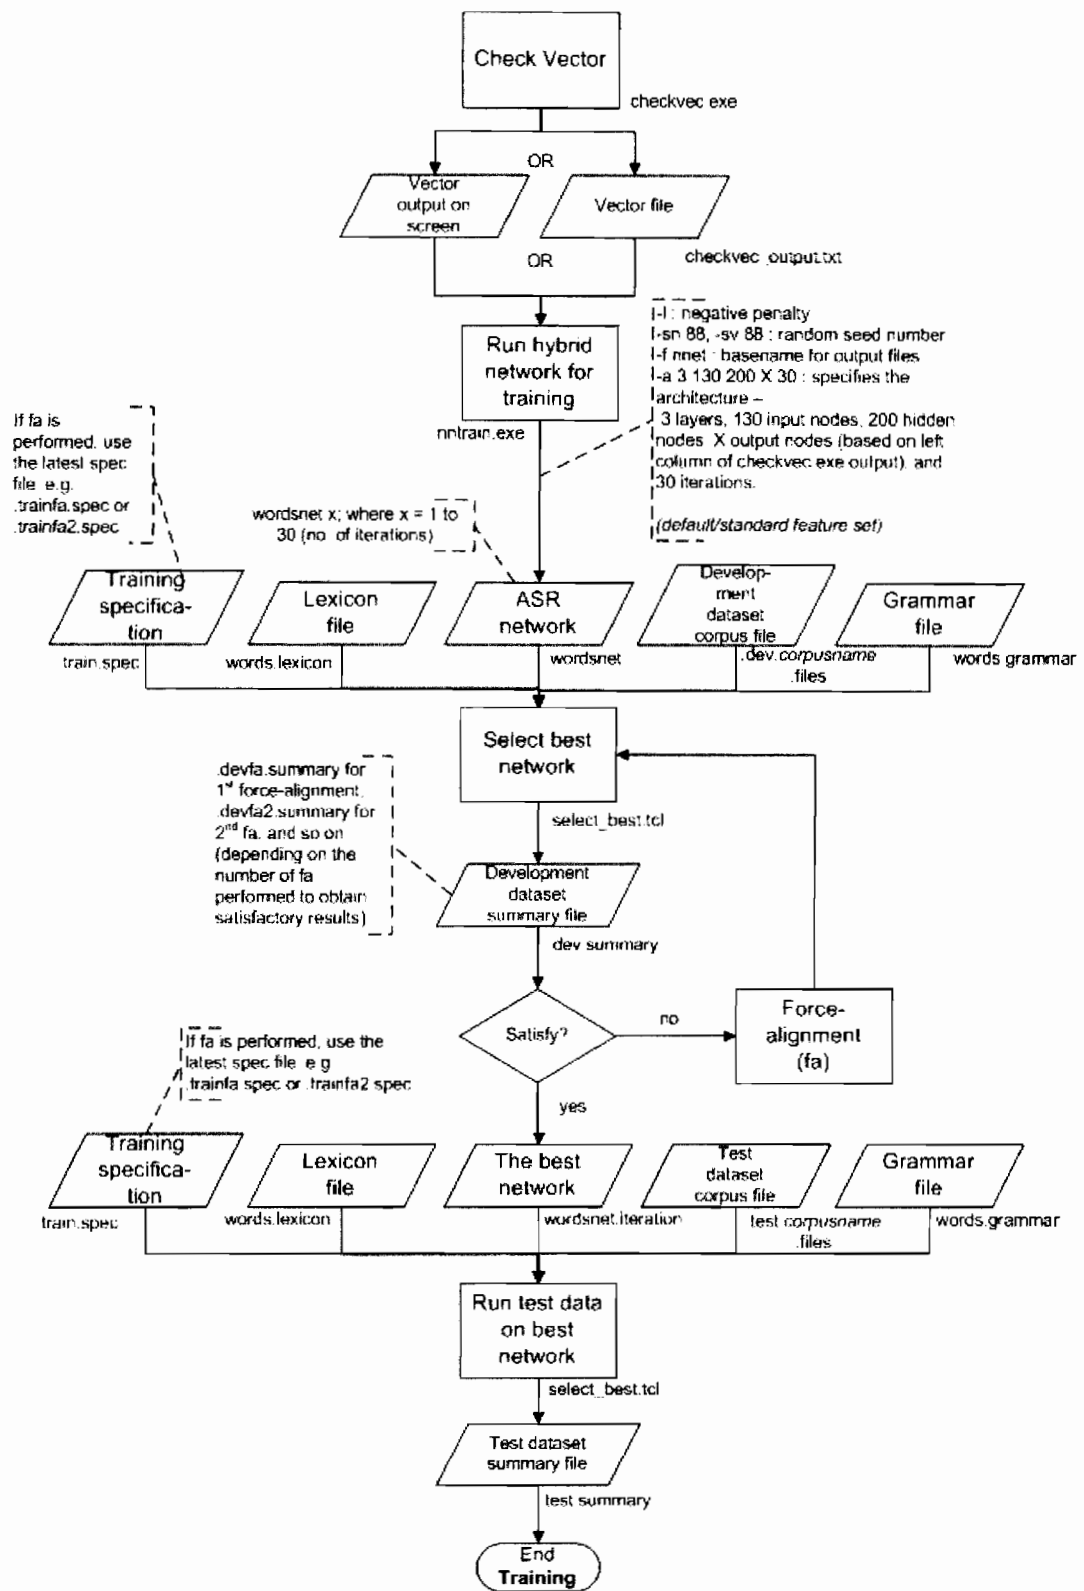 Check Vector
checkvec exe
OR
Vector
output on
screen
Vector file
OR
checkvec_output.txt
Run hybrid
network for
training
nntrain.exe
-l : negative penalty
-sn 88, -sv 88 : random seed number
-f nnet : basename for output files
-a 3 130 200 X 30 : specifies the
architecture –
3 layers, 130 input nodes, 200 hidden
nodes X output nodes (based on left
column of checkvec exe output), and
30 iterations.
(default/standard feature set)
If fa is
performed, use
the latest spec
file e.g.
.trainfa.spec or
.trainfa2.spec
wordsnet x; where x = 1 to
30 (no. of iterations)
Training
specifica-
tion
train.spec
Lexicon
file
words.lexicon
ASR
network
wordsnet
Develop-
ment
dataset
corpus file
.dev.corpusname
.files
Grammar
file
words grammar
Select best
network
select_best.tcl
.devfa.summary for
1st force-alignment,
.devfa2.summary for
2nd fa, and so on
(depending on the
number of fa
performed to obtain
satisfactory results)
Development
dataset
summary file
dev summary
Satisfy?
no
Force-
alignment
(fa)
yes
If fa is performed, use the
latest spec file e.g
.trainfa spec or .trainfa2 spec
Training
specifica-
tion
train.spec
Lexicon
file
words.lexicon
The best
network
wordsnet.iteration
Test
dataset
corpus file
test corpusname
.files
Grammar
file
words.grammar
Run test data
on best
network
select_best.tcl
Test dataset
summary file
test summary
End
Training